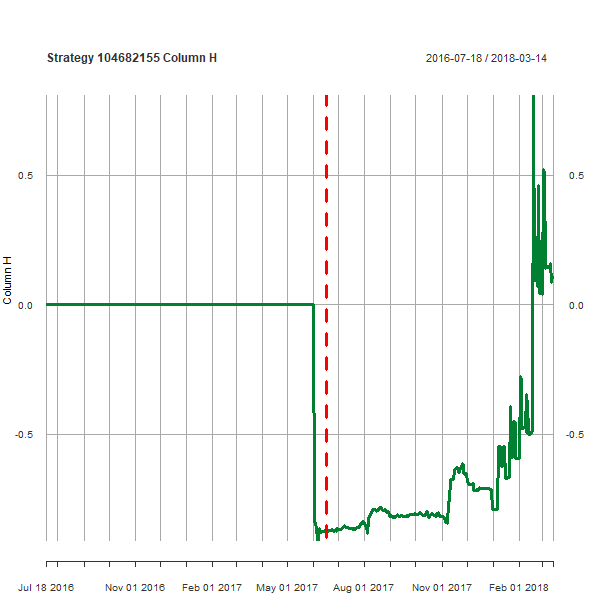 Strategy 104682155 Column H 2016-07-18 / 2018-03-14
0.5 0.5
Column H
0.0 0.0
-0.5 -0.5
Jul 18 2016 Nov 01 2016 Feb 01 2017 May 01 2017 Aug 01 2017 Nov 01 2017 Feb 01 2018